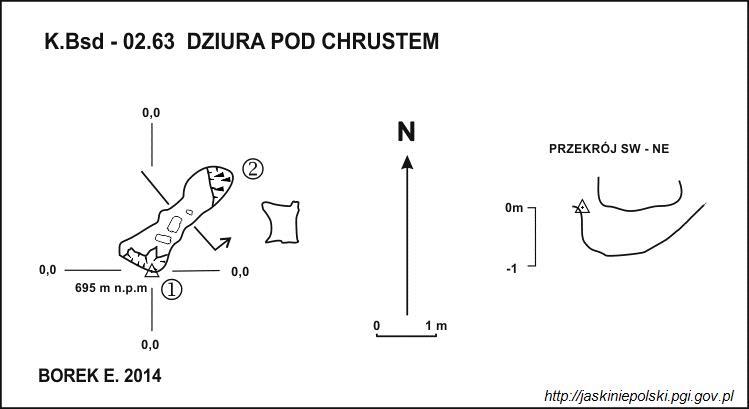 K.Bsd - 02.63 DZIURA POD CHRUSTEM
0,0
N
PRZEKRÓJ SW - NE
②
0m
0,0
0,0
-1
695 m n.p.m
①
0 1 m
0,0
BOREK E. 2014
http://jaskiniepolski.pgi.gov.pl